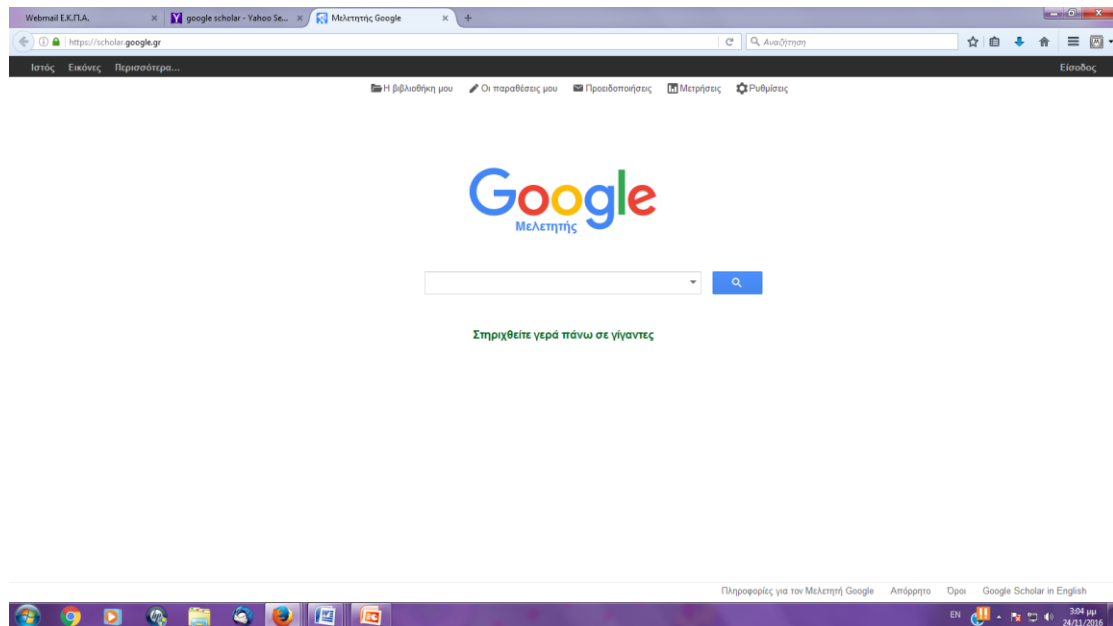 Webmail Ε.Κ.Π.Α.
google scholar - Yahoo Se...
Μελετητής Google
https://scholar.google.gr
Αναζήτηση
Ιστός Εικόνες Περισσότερα... Είσοδος
Η βιβλιοθήκη μου Οι παραθέσεις μου Προειδοποιήσεις Μετρήσεις Ρυθμίσεις
Google
Μελετητής
Στηριχθείτε γερά πάνω σε γίγαντες
Πληροφορίες για τον Μελετητή Google Απόρρητο Όροι Google Scholar in English
EN 3:04 μμ
24/11/2016